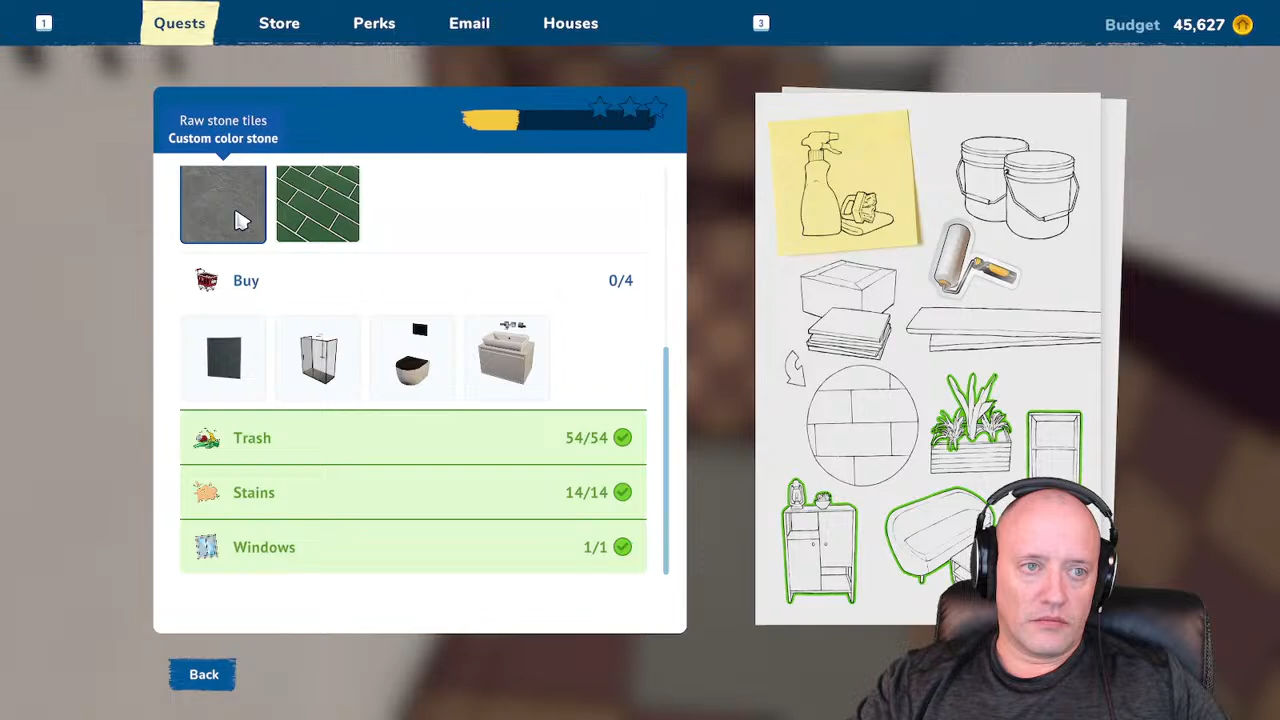 1
Quests
Store
Perks
Email
Houses
3
Budget 45,627
Raw stone tiles
Custom color stone
Buy 0/4
Trash 54/54
Stains 14/14
Windows 1/1
Back